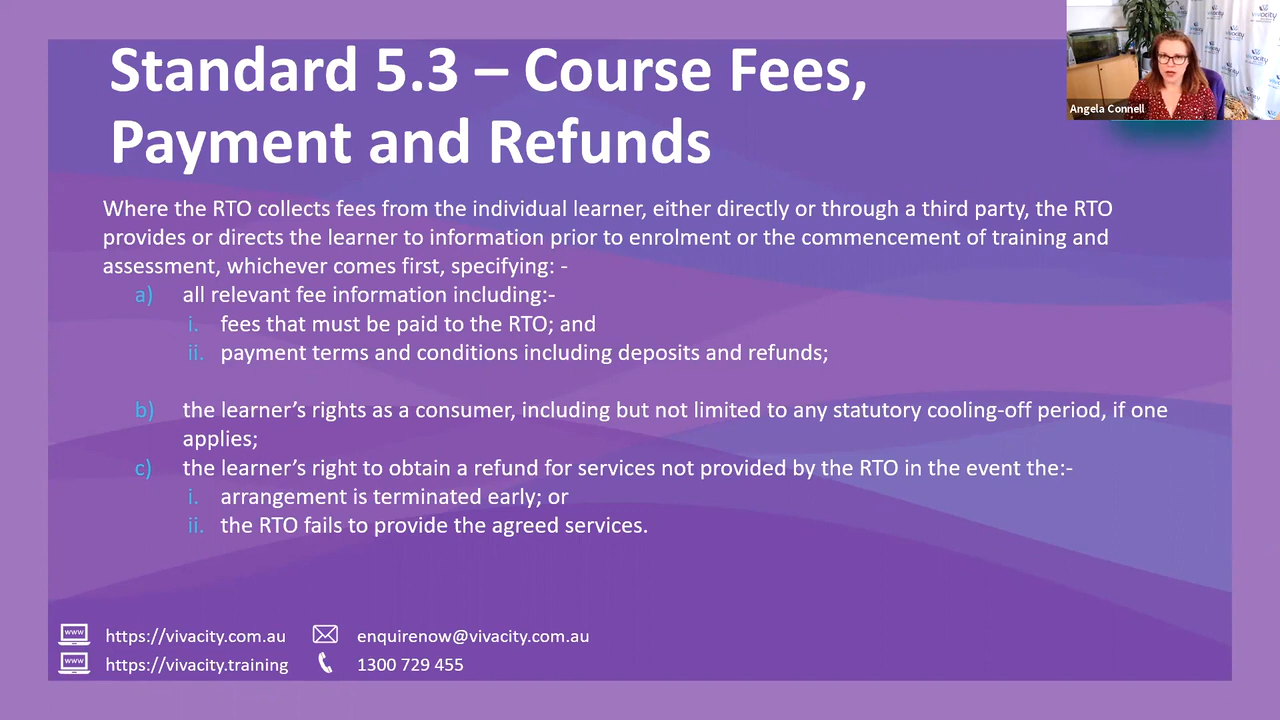 Standard 5.3 – Course Fees,
Payment and Refunds
Where the RTO collects fees from the individual learner, either directly or through a third party, the RTO
provides or directs the learner to information prior to enrolment or the commencement of training and
assessment, whichever comes first, specifying: -
a) all relevant fee information including:-
i. fees that must be paid to the RTO; and
ii. payment terms and conditions including deposits and refunds;
b) the learner’s rights as a consumer, including but not limited to any statutory cooling-off period, if one
applies;
c) the learner’s right to obtain a refund for services not provided by the RTO in the event the:-
i. arrangement is terminated early; or
ii. the RTO fails to provide the agreed services.
www https://vivacity.com.au enquirenow@vivacity.com.au
www https://vivacity.training 1300 729 455
Angela Connell
vivacity